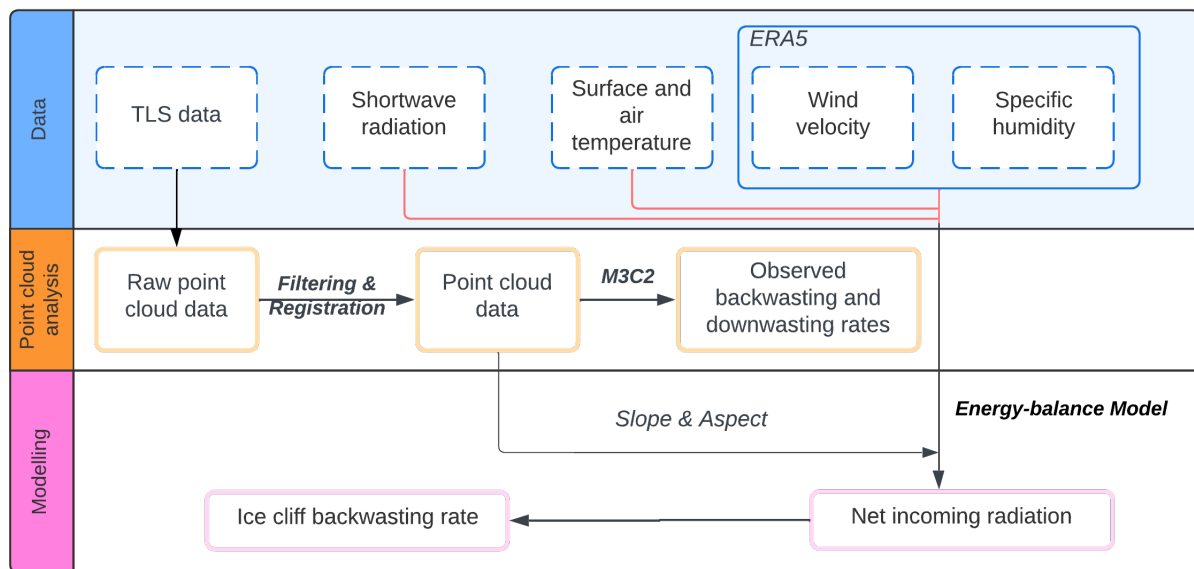 Data
ERA5
TLS data
Shortwave
radiation
Surface and
air
temperature
Wind
velocity
Specific
humidity
Point cloud
analysis
Raw point
cloud data
Filtering &
Registration
Point cloud
data
M3C2
Observed
backwasting and
downwasting rates
Modelling
Slope & Aspect
Energy-balance Model
Ice cliff backwasting rate
Net incoming radiation